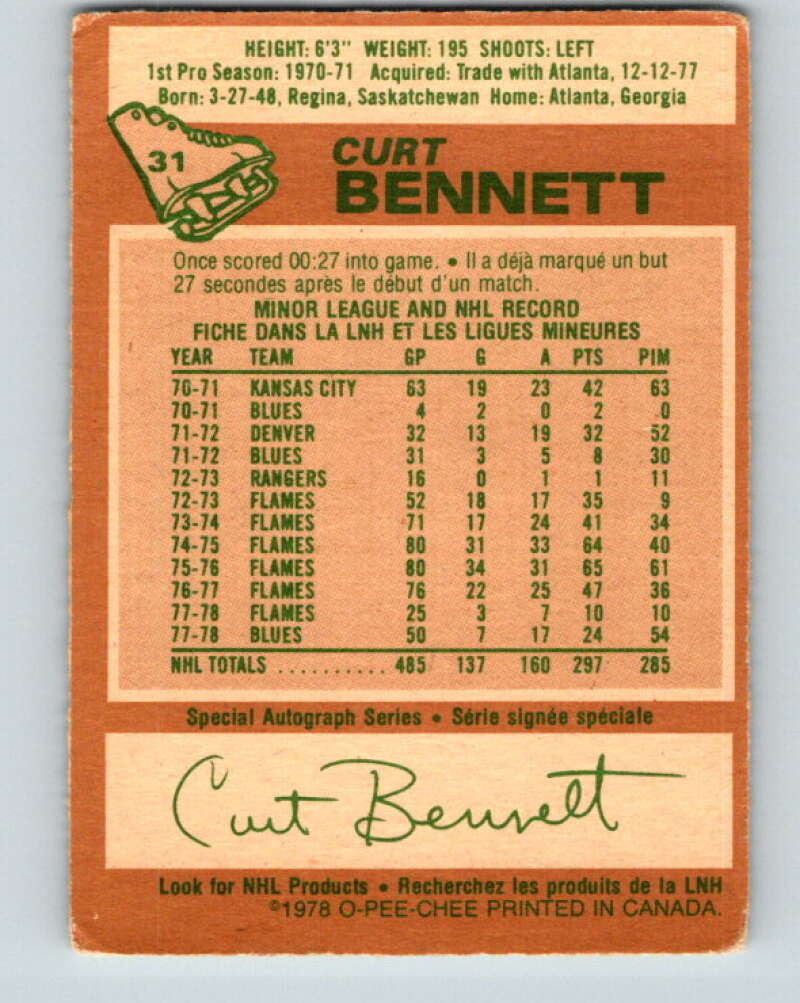 HEIGHT: 6'3" WEIGHT: 195 SHOOTS: LEFT
1st Pro Season: 1970-71 Acquired: Trade with Atlanta, 12-12-77
Born: 3-27-48, Regina, Saskatchewan Home: Atlanta, Georgia
31
CURT
BENNETT
Once scored 00:27 into game. • Il a déjà marqué un but
27 secondes après le début d'un match.
MINOR LEAGUE AND NHL RECORD
FICHE DANS LA LNH ET LES LIGUES MINEURES
YEAR TEAM GP G A PTS PIM
70-71 KANSAS CITY 63 19 23 42 63
70-71 BLUES 4 2 0 2 0
71-72 DENVER 32 13 19 32 52
71-72 BLUES 31 3 5 8 30
72-73 RANGERS 16 0 1 1 11
72-73 FLAMES 52 18 17 35 9
73-74 FLAMES 71 17 24 41 34
74-75 FLAMES 80 31 33 64 40
75-76 FLAMES 80 34 31 65 61
76-77 FLAMES 76 22 25 47 36
77-78 FLAMES 25 3 7 10 10
77-78 BLUES 50 7 17 24 54
NHL TOTALS .......... 485 137 160 297 285
Special Autograph Series • Série signée spéciale
Curt Bennett
Look for NHL Products • Recherchez les produits de la LNH
©1978 O-PEE-CHEE PRINTED IN CANADA.